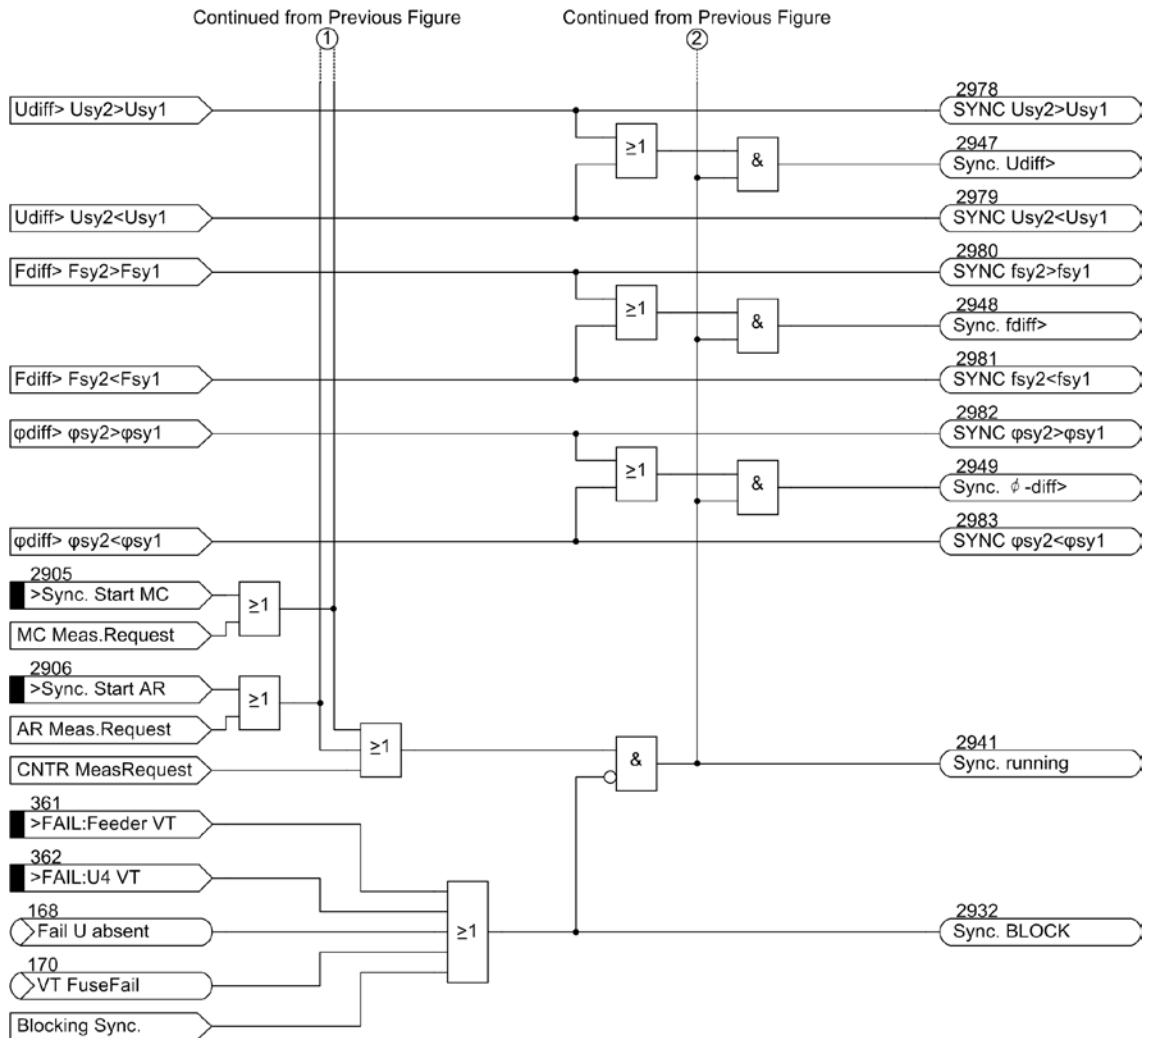 Continued from Previous Figure
Continued from Previous Figure
1
2
Udiff> Usy2>Usy1
2978
SYNC Usy2>Usy1
≥1
&
2947
Sync. Udiff>
Udiff> Usy2<Usy1
2979
SYNC Usy2<Usy1
Fdiff> Fsy2>Fsy1
2980
SYNC fsy2>fsy1
≥1
&
2948
Sync. fdiff>
Fdiff> Fsy2<Fsy1
2981
SYNC fsy2<fsy1
φdiff> φsy2>φsy1
2982
SYNC φsy2>φsy1
≥1
&
2949
Sync. ϕ -diff>
φdiff> φsy2<φsy1
2983
SYNC φsy2<φsy1
2905
>Sync. Start MC
≥1
MC Meas.Request
2906
>Sync. Start AR
≥1
AR Meas.Request
≥1
&
2941
Sync. running
CNTR MeasRequest
361
>FAIL:Feeder VT
362
>FAIL:U4 VT
168
Fail U absent
≥1
2932
Sync. BLOCK
170
VT FuseFail
Blocking Sync.